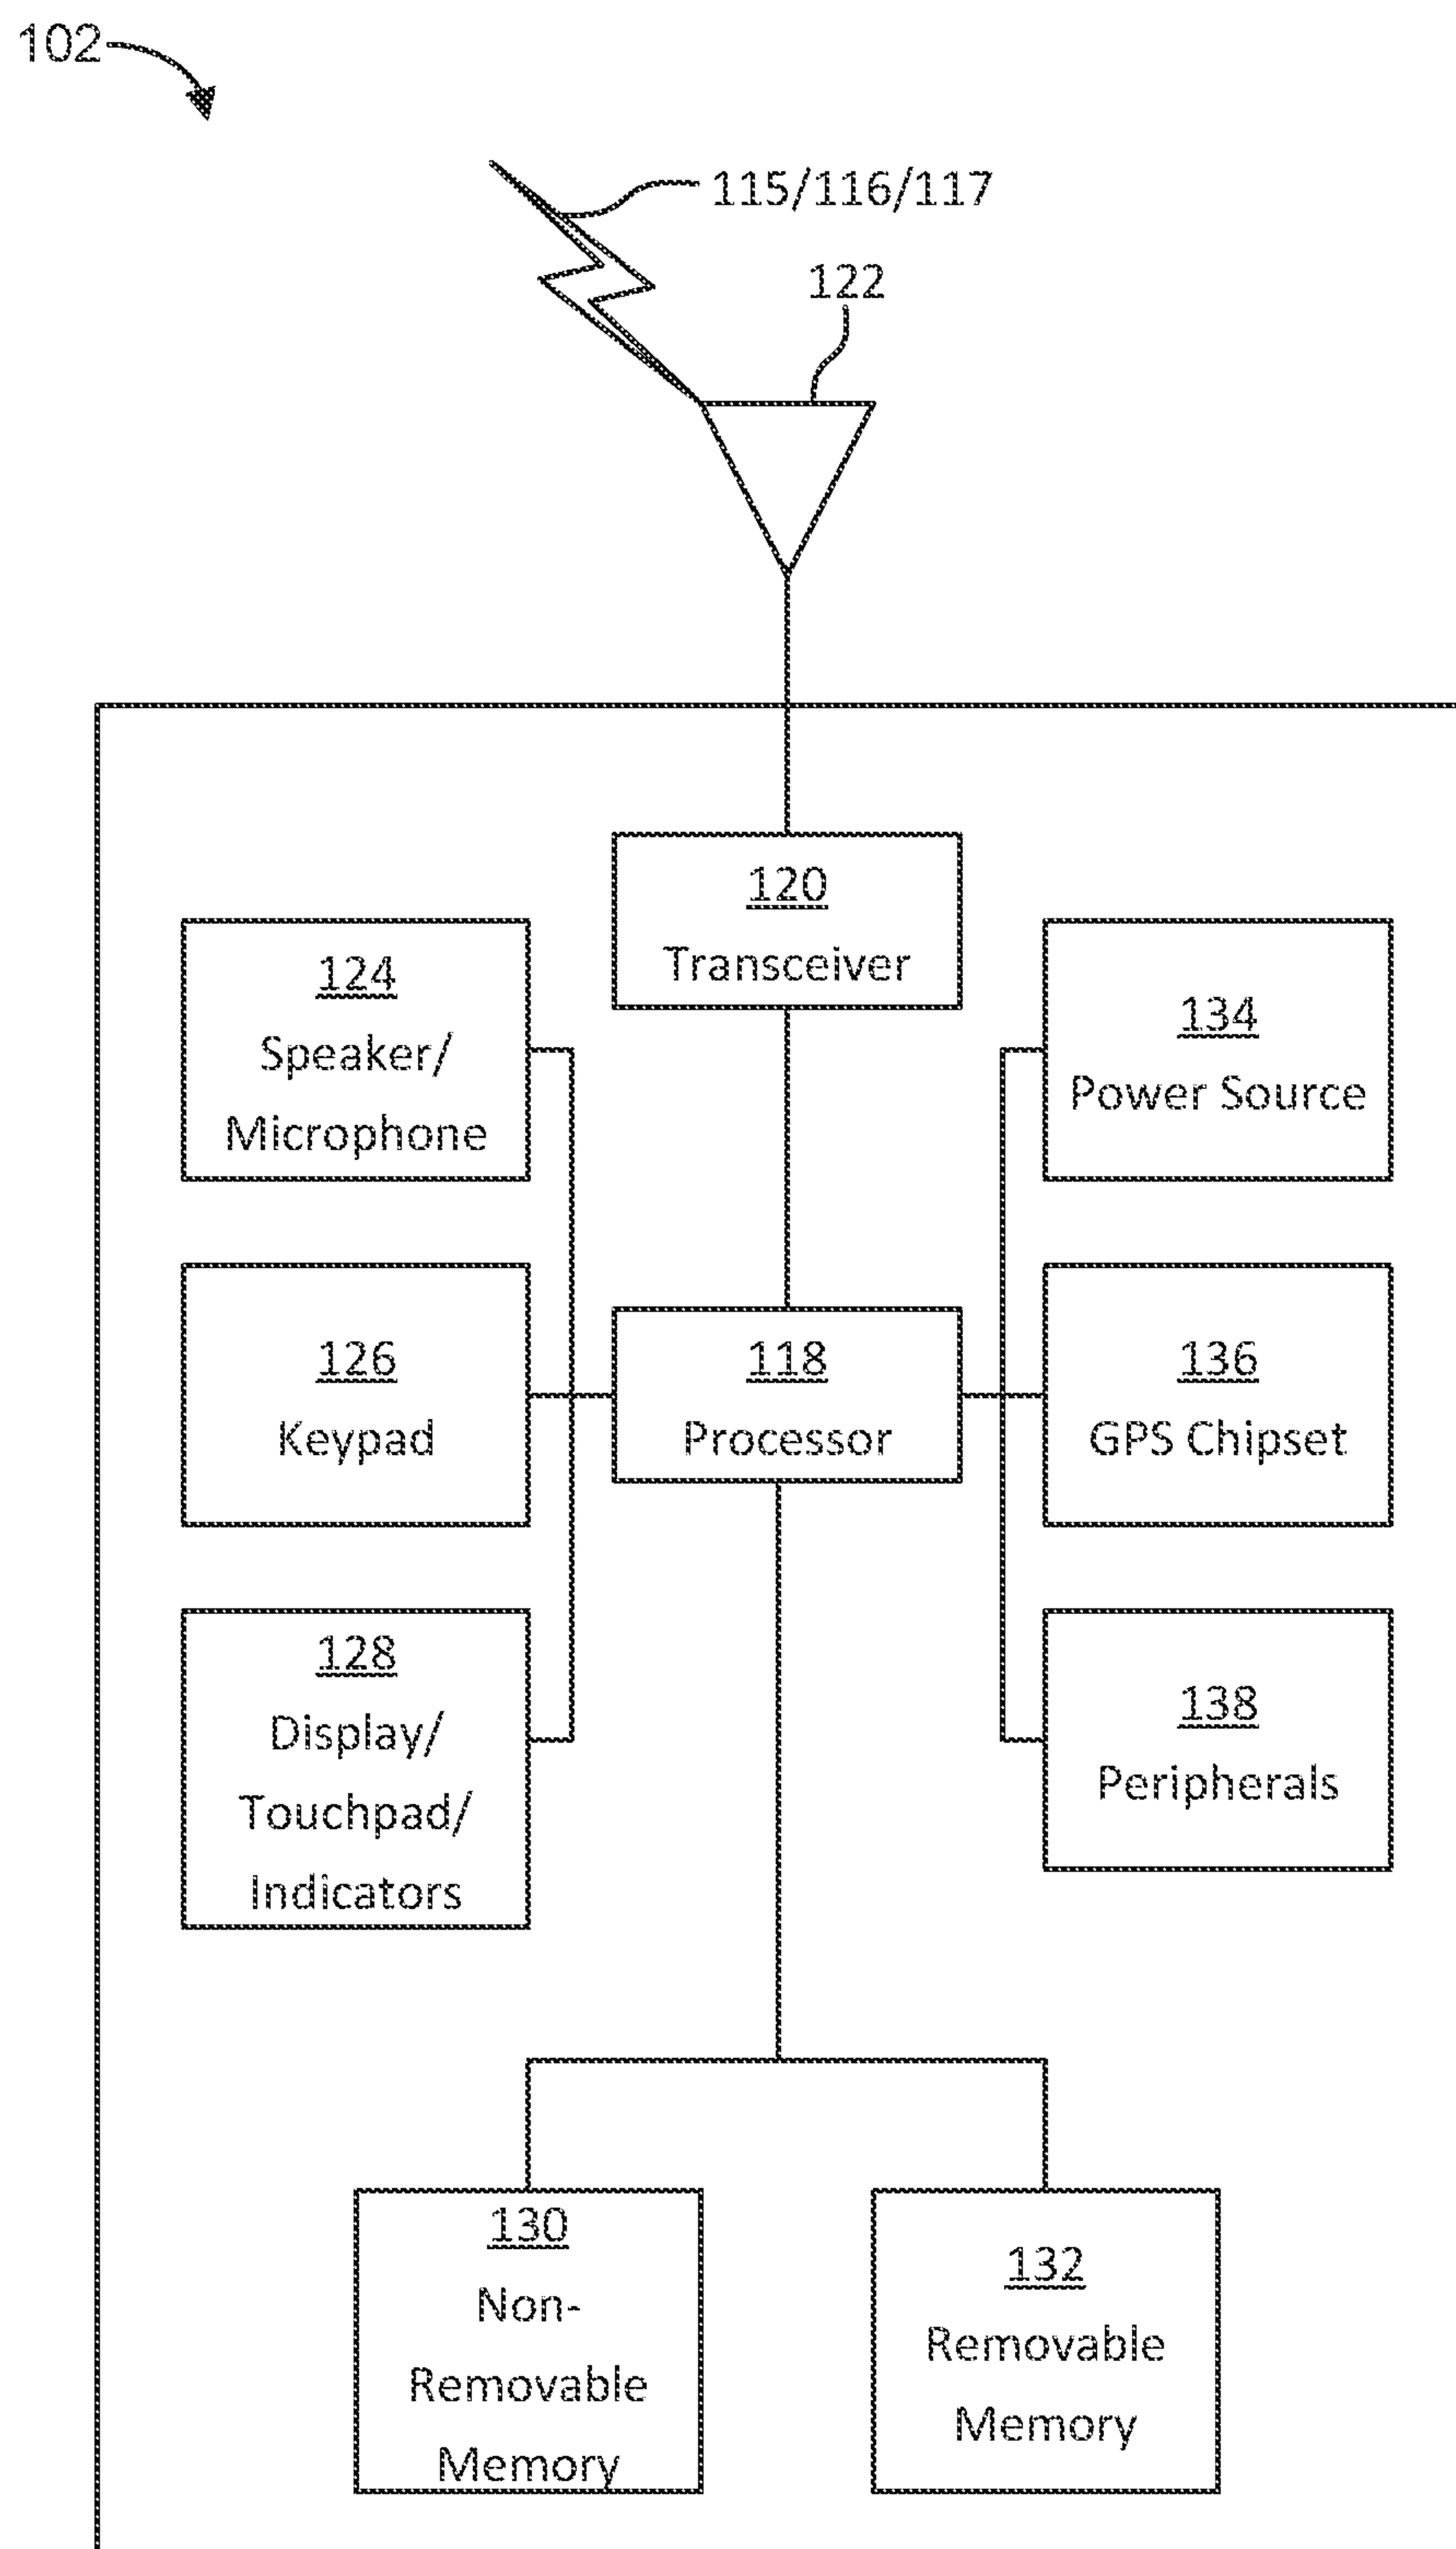 102
115/116/117
122
120
Transceiver
124
Speaker/
Microphone
134
Power Source
126
Keypad
118
Processor
136
GPS Chipset
128
Display/
Touchpad/
Indicators
138
Peripherals
130
Non-
Removable
Memory
132
Removable
Memory